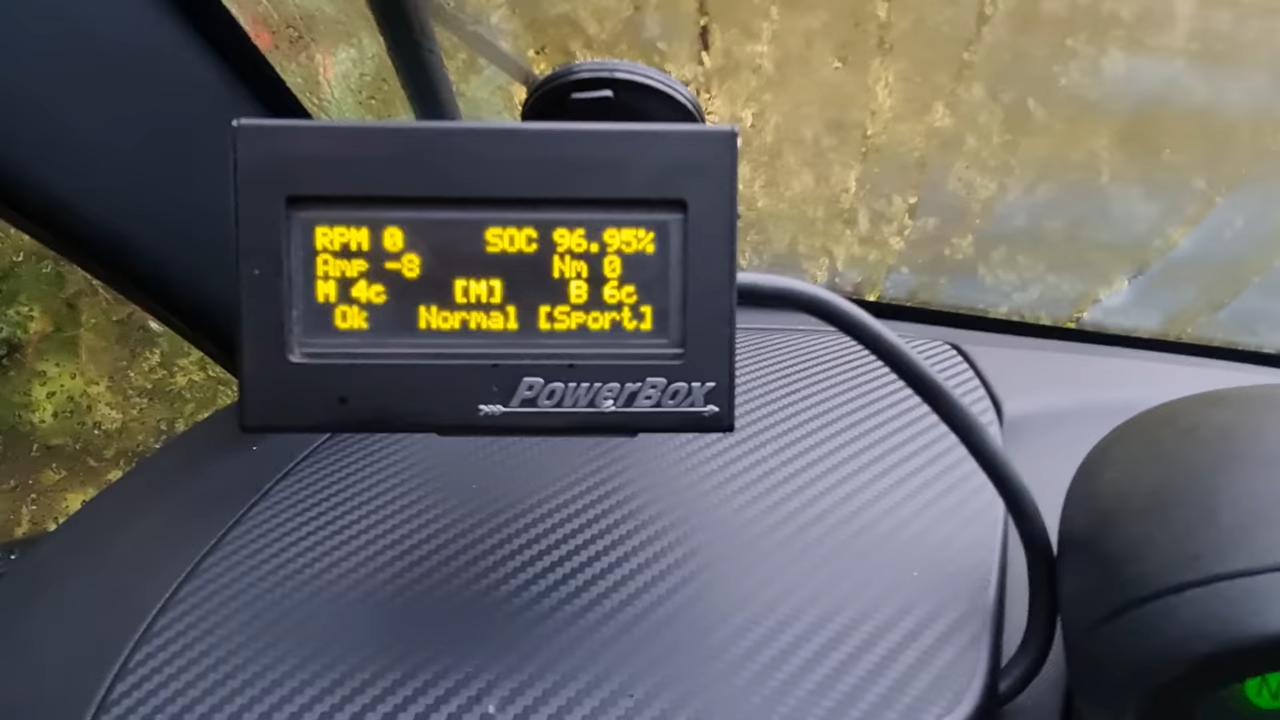 RPM 0 SOC 96.95%
Amp -8 Nm 0
M 4c [M] B 6c
Ok Normal [Sport]
PowerBox
N